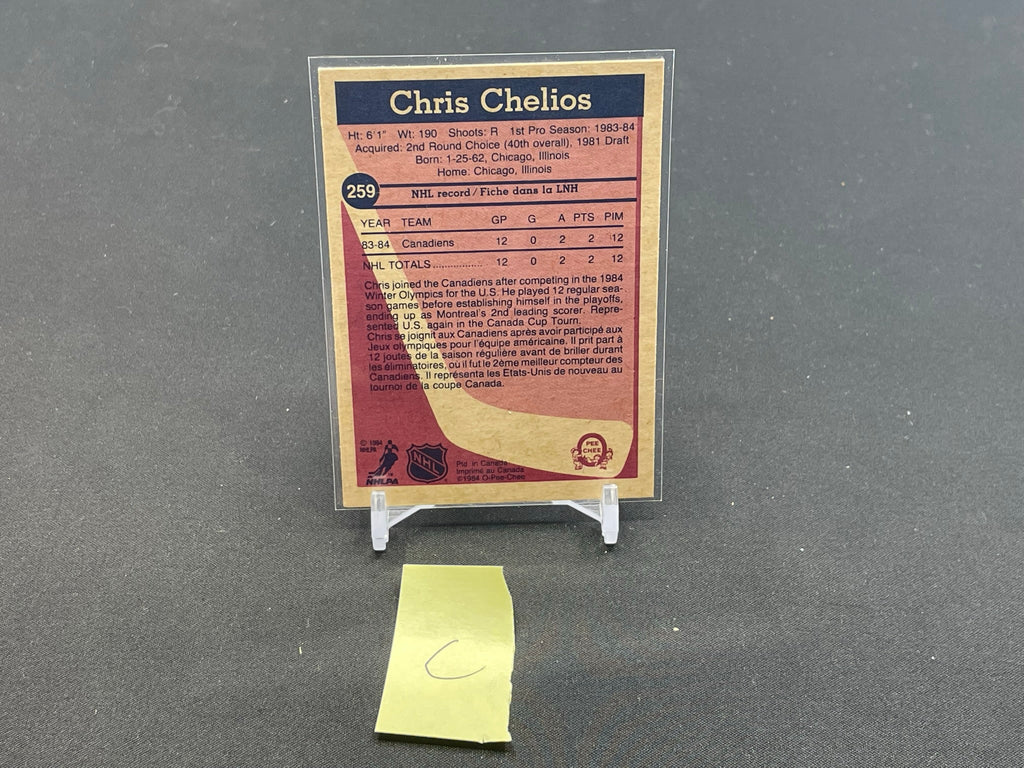 Chris Chelios
Ht: 6'1" Wt: 190 Shoots: R 1st Pro Season: 1983-84
Acquired: 2nd Round Choice (40th overall), 1981 Draft
Born: 1-25-62, Chicago, Illinois
Home: Chicago, Illinois
259 NHL record / Fiche dans la LNH
YEAR TEAM GP G A PTS PIM
83-84 Canadiens 12 0 2 2 12
NHL TOTALS ................ 12 0 2 2 12
Chris joined the Canadiens after competing in the 1984
Winter Olympics for the U.S. He played 12 regular sea-
son games before establishing himself in the playoffs,
ending up as Montreal's 2nd leading scorer. Repre-
sented U.S. again in the Canada Cup Tourn.
Chris se joignit aux Canadiens après avoir participé aux
Jeux olympiques pour l'équipe américaine. Il prit part à
12 joutes de la saison régulière avant de briller durant
les éliminatoires, où il fut le 2ème meilleur compteur des
Canadiens. Il représenta les Etats-Unis de nouveau au
tournoi de la coupe Canada.
© 1984
NHLPA
NHLPA
NHL
Ptd. in Canada
Imprimé au Canada
©1984 O-Pee-Chee
PEE
CHEE
C